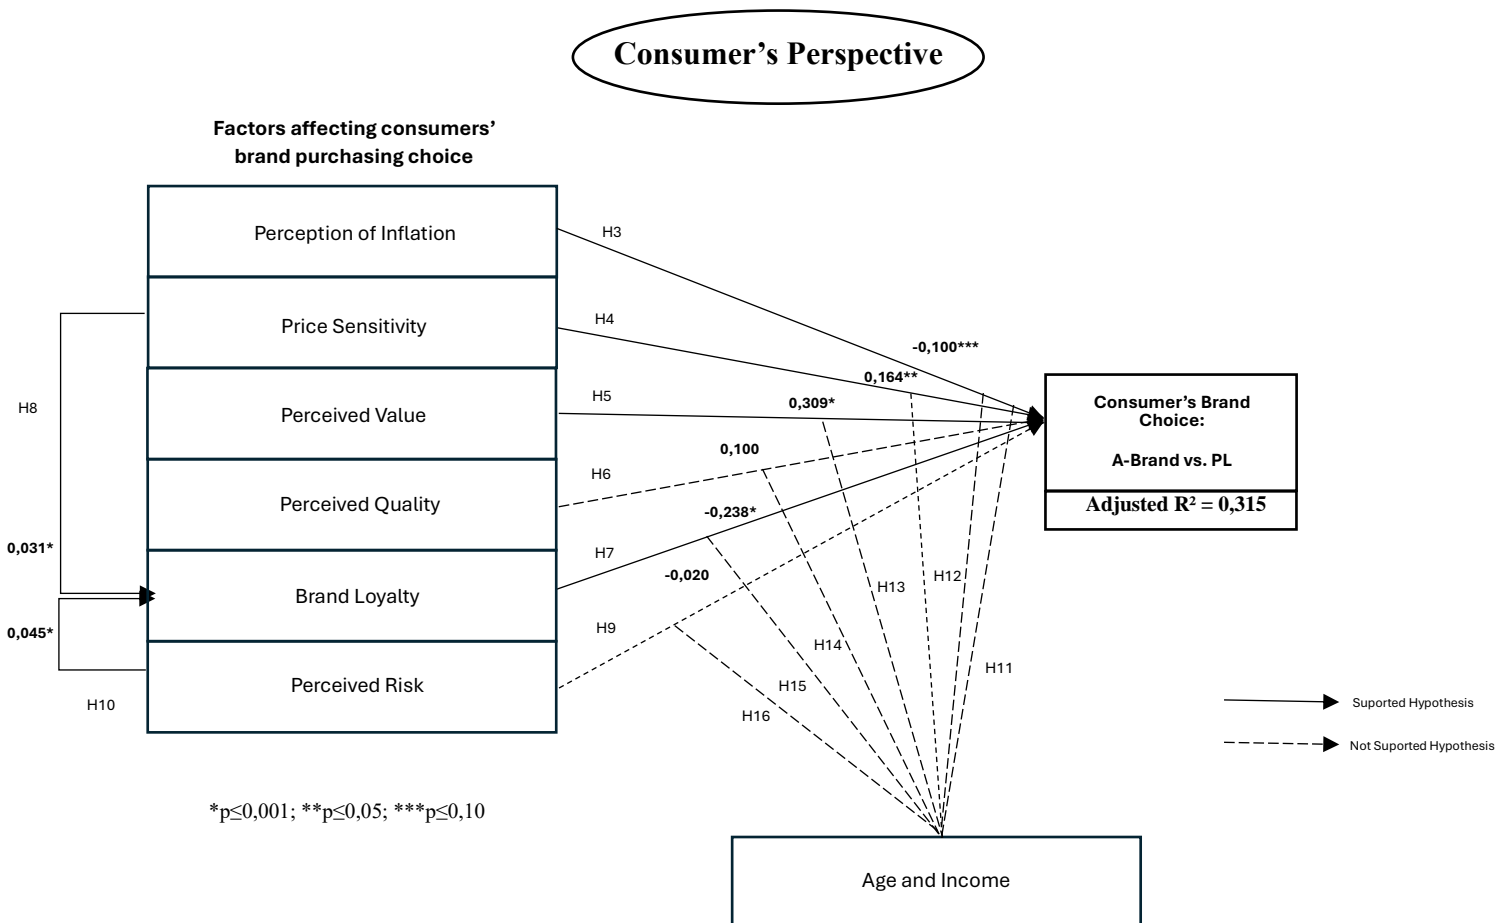 Consumer’s Perspective
Factors affecting consumers’
brand purchasing choice
Perception of Inflation
Price Sensitivity
Perceived Value
Perceived Quality
Brand Loyalty
Perceived Risk
H8
0,031*
0,045*
H10
H3
H4
H5
H6
H7
H9
-0,100***
0,164**
0,309*
0,100
-0,238*
-0,020
Consumer’s Brand
Choice:
A-Brand vs. PL
Adjusted R² = 0,315
H13
H12
H14
H11
H15
H16
Suported Hypothesis
Not Suported Hypothesis
*p≤0,001; **p≤0,05; ***p≤0,10
Age and Income